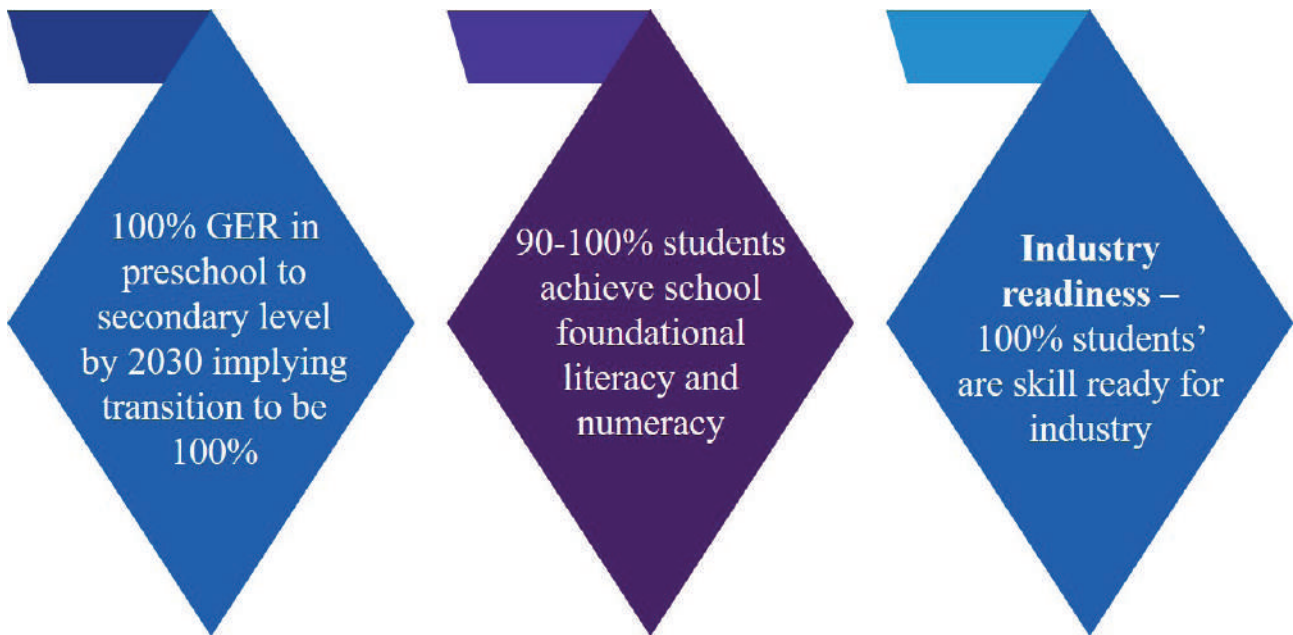 100% GER in
preschool to
secondary level
by 2030 implying
transition to be
100%
90-100% students
achieve school
foundational
literacy and
numeracy
Industry
readiness –
100% students’
are skill ready for
industry